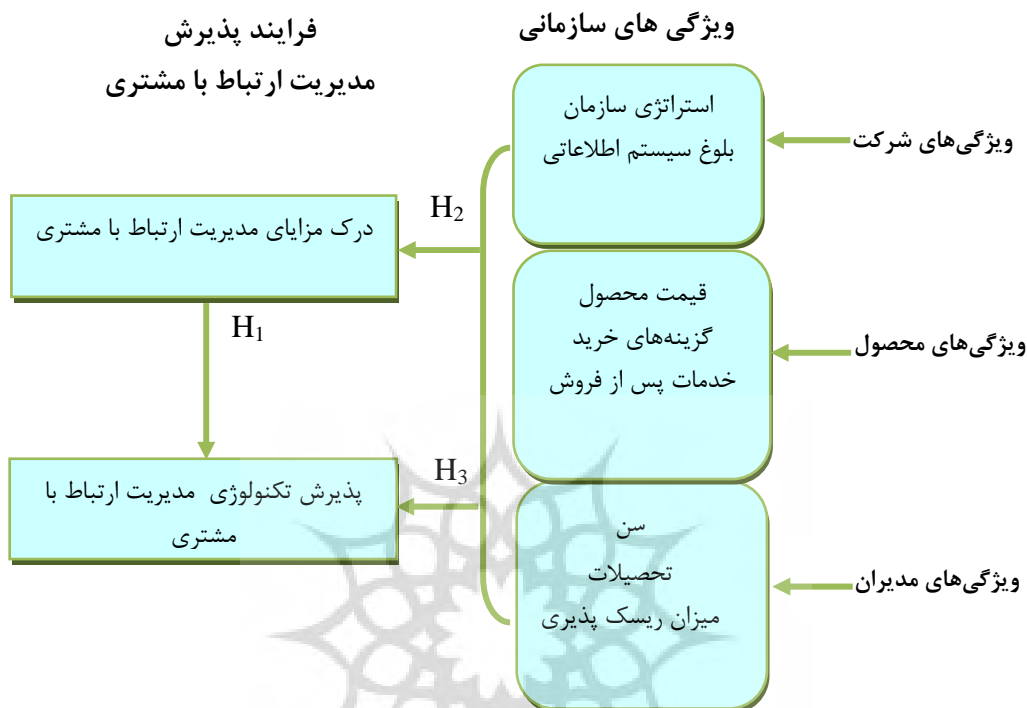 ویژگی های سازمانی
فرایند پذیرش
مدیریت ارتباط با مشتری
ویژگی‌های شرکت
استراتژی سازمان
بلوغ سیستم اطلاعاتی
ویژگی‌های محصول
قیمت محصول
گزینه‌های خرید
خدمات پس از فروش
ویژگی‌های مدیران
سن
تحصیلات
میزان ریسک پذیری
H2
درک مزایای مدیریت ارتباط با مشتری
H1
H3
پذیرش تکنولوژی مدیریت ارتباط با
مشتری